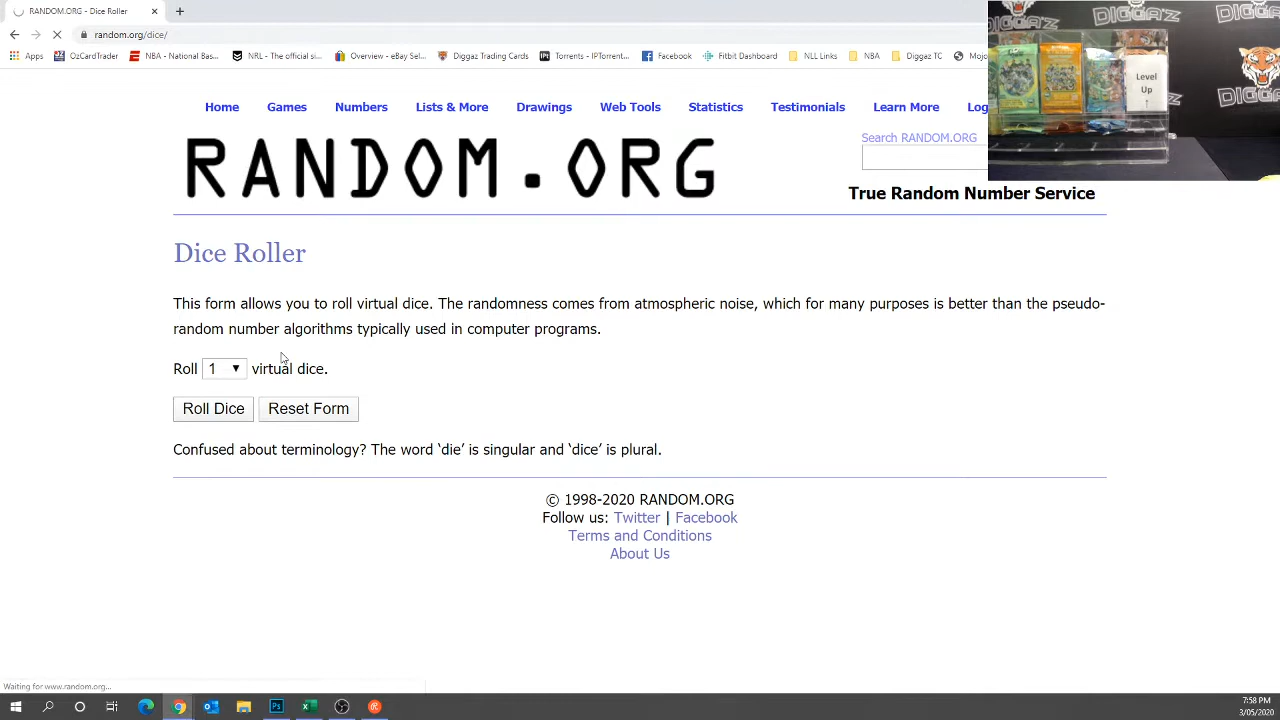 RANDOM.ORG - Dice Roller
random.org/dice/
Apps
OzCardTrader
NBA - National Bas...
NRL - Theofficial s...
- eBay...
Diggaz Trading Cards
Torrents - IPTorrent...
Facebook
Fitbit Dashboard
NLL Links
NBA
Diggaz TC
Mojo
DIGGA'Z
DIGGA'Z
Level
Up
Home
Games
Numbers
Lists & More
Drawings
Web Tools
Statistics
Testimonials
Learn More
Log
RANDOM.ORG
Search RANDOM.ORG
True Random Number Service
Dice Roller
This form allows you to roll virtual dice. The randomness comes from atmospheric noise, which for many purposes is better than the pseudo-
random number algorithms typically used in computer programs.
Roll 1 virtual dice.
Roll Dice
Reset Form
Confused about terminology? The word ‘die’ is singular and ‘dice’ is plural.
© 1998-2020 RANDOM.ORG
Follow us: Twitter | Facebook
Terms and Conditions
About Us
Waiting for www.random.org...
7:58 PM
3/05/2020